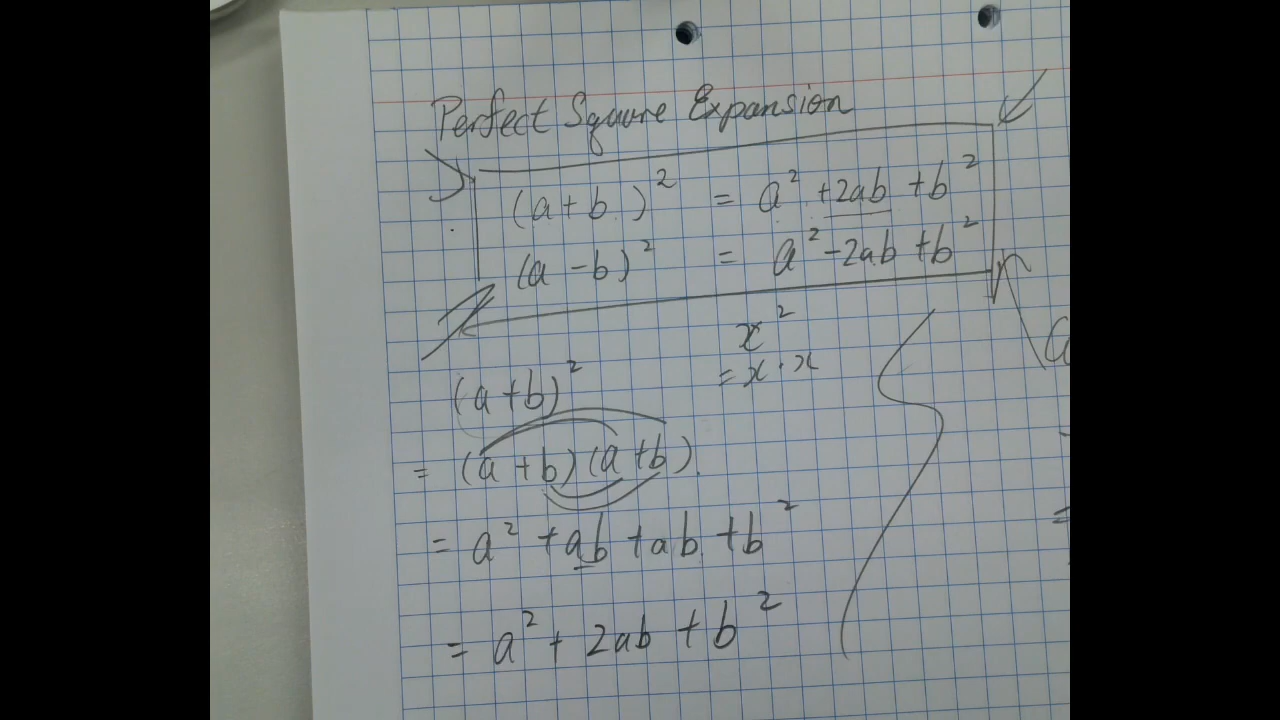 Perfect Square Expansion
(a+b)² = a² +2ab +b²
(a-b)² = a² -2ab +b²
x²
= x · x
(a+b)²
= (a+b)(a+b)
= a² +ab +ab +b²
= a² + 2ab + b²